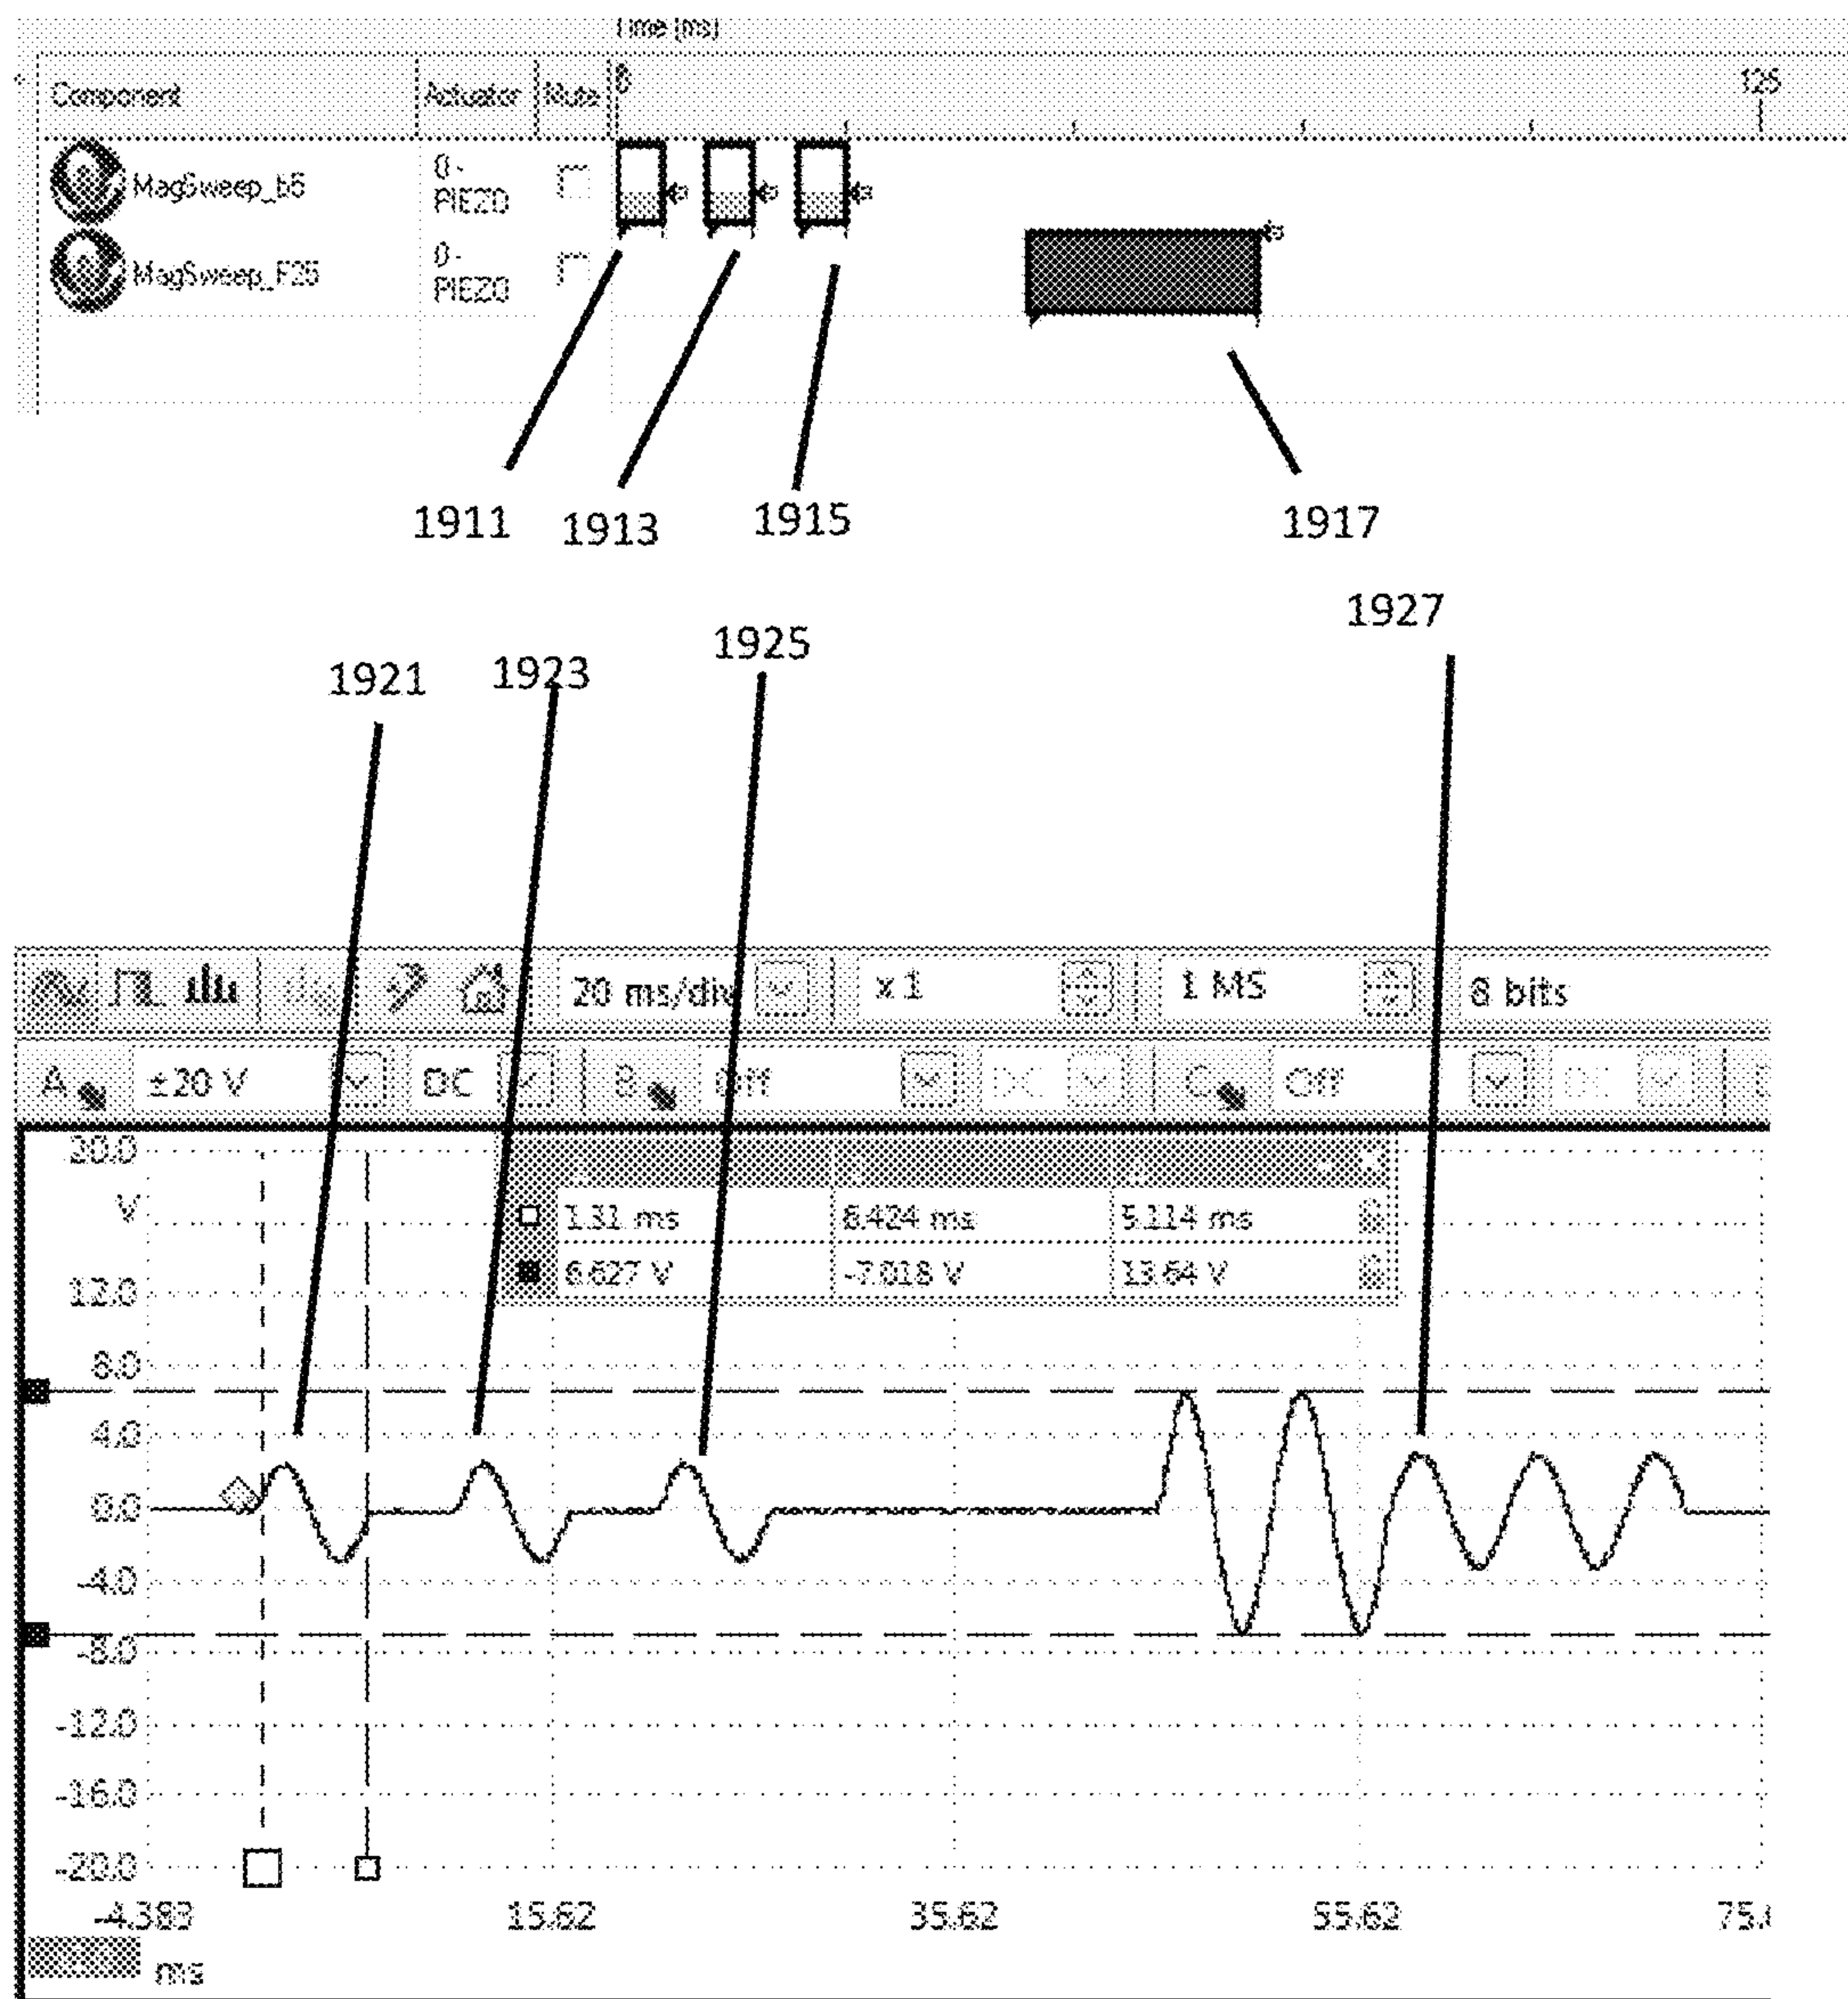 Time [ms]
Component Actuator Mute 0 125
MagSweep_b5 0 - PIEZO
MagSweep_F25 0 - PIEZO
1911 1913 1915 1917
1927
1921 1923 1925
20 ms/div x 1 1 MS 8 bits
A ±20 V DC B Off DC C Off DC
20.0
V
1.31 ms 6.424 ms 5.114 ms
6.627 V -7.018 V 13.64 V
12.0
8.0
4.0
0.0
-4.0
-8.0
-12.0
-16.0
-20.0
-4.383 15.62 35.62 55.62
ms